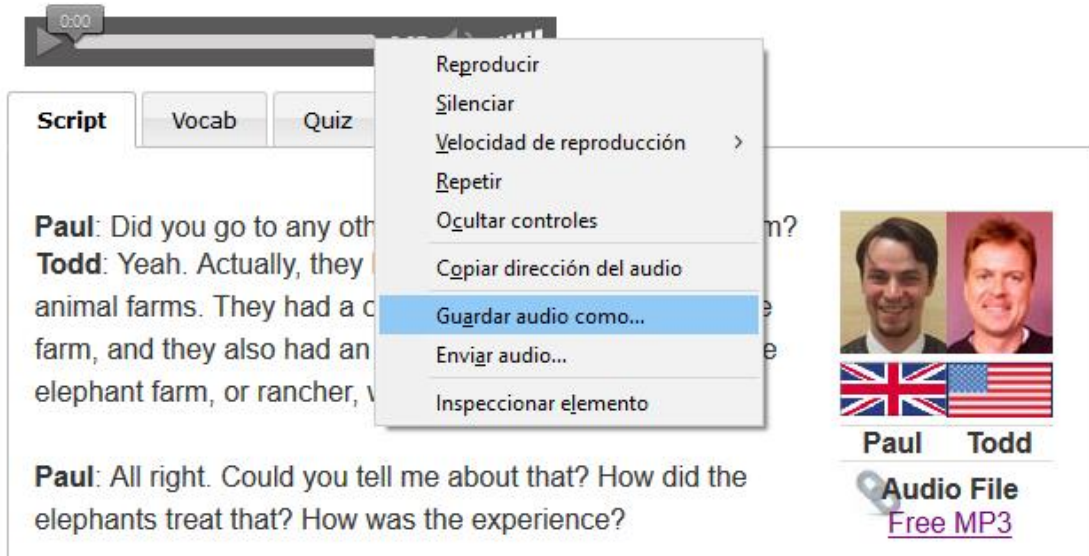 0:00
Reproducir
Silenciar
Velocidad de reproducción
Repetir
Ocultar controles
Copiar dirección del audio
Guardar audio como...
Enviar audio...
Inspeccionar elemento
Script Vocab Quiz
Paul: Did you go to any
Todd: Yeah. Actually, they
animal farms. They had a
farm, and they also had an
elephant farm, or rancher,
Paul: All right. Could you tell me about that? How did the
elephants treat that? How was the experience?
Paul Todd
Audio File
Free MP3